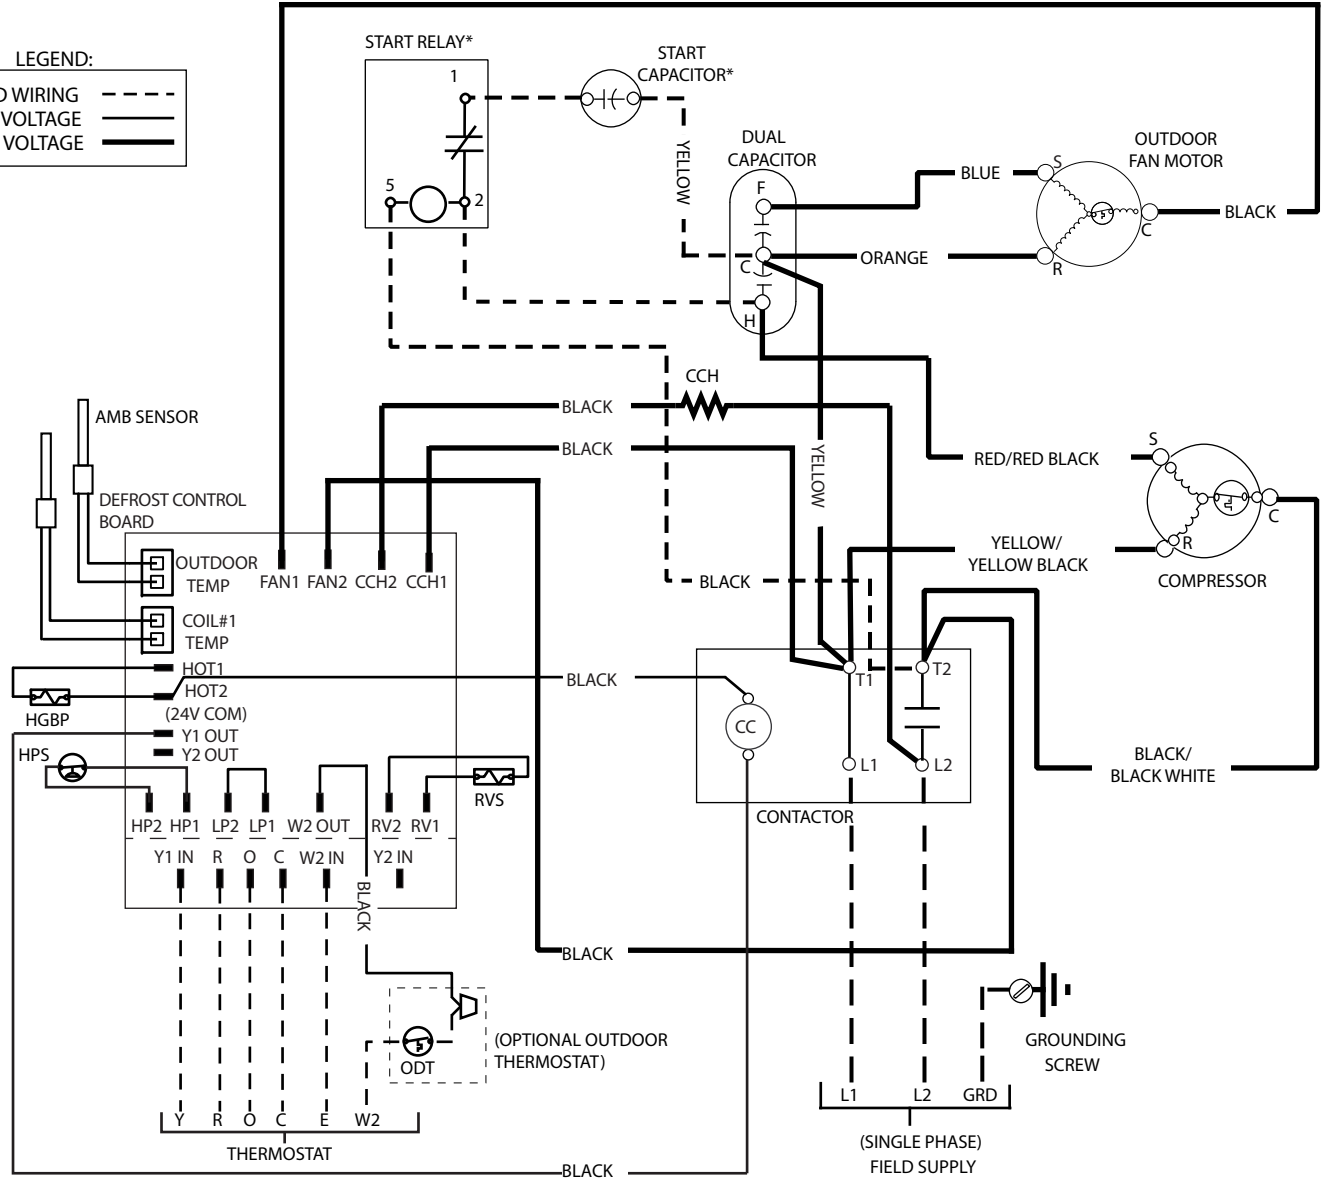 LEGEND:
D WIRING
VOLTAGE
VOLTAGE
START RELAY*
1
5
2
START
CAPACITOR*
YELLOW
DUAL
CAPACITOR
F
C
H
BLUE
ORANGE
OUTDOOR
FAN MOTOR
S
C
R
BLACK
AMB SENSOR
DEFROST CONTROL
BOARD
CCH
BLACK
BLACK
YELLOW
RED/RED BLACK
S
C
R
COMPRESSOR
YELLOW/
YELLOW BLACK
BLACK
OUTDOOR
TEMP
COIL#1
TEMP
FAN1 FAN2 CCH2 CCH1
HOT1
HOT2
(24V COM)
HGBP
Y1 OUT
Y2 OUT
HPS
BLACK
CC
T1
T2
L1
L2
CONTACTOR
BLACK/
BLACK WHITE
RVS
HP2 HP1 LP2 LP1 W2 OUT RV2 RV1
Y1 IN R O C W2 IN Y2 IN
BLACK
BLACK
(OPTIONAL OUTDOOR
THERMOSTAT)
ODT
GROUNDING
SCREW
Y R O C E W2
THERMOSTAT
L1 L2 GRD
(SINGLE PHASE)
FIELD SUPPLY
BLACK